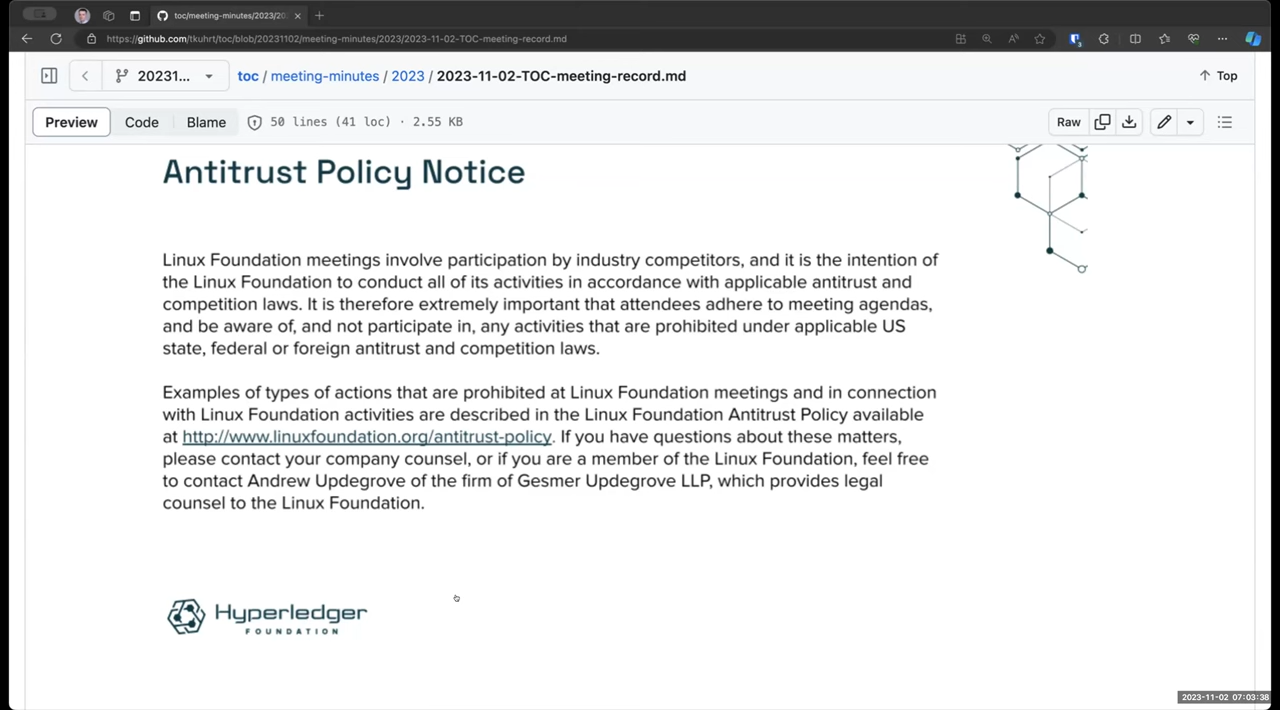 toc/meeting-minutes/2023/20
https://github.com/tkuhrt/toc/blob/20231102/meeting-minutes/2023/2023-11-02-TOC-meeting-record.md
20231...
toc / meeting-minutes / 2023 / 2023-11-02-TOC-meeting-record.md
Top
Preview
Code
Blame
50 lines (41 loc) · 2.55 KB
Raw
Antitrust Policy Notice
Linux Foundation meetings involve participation by industry competitors, and it is the intention of
the Linux Foundation to conduct all of its activities in accordance with applicable antitrust and
competition laws. It is therefore extremely important that attendees adhere to meeting agendas,
and be aware of, and not participate in, any activities that are prohibited under applicable US
state, federal or foreign antitrust and competition laws.
Examples of types of actions that are prohibited at Linux Foundation meetings and in connection
with Linux Foundation activities are described in the Linux Foundation Antitrust Policy available
at http://www.linuxfoundation.org/antitrust-policy. If you have questions about these matters,
please contact your company counsel, or if you are a member of the Linux Foundation, feel free
to contact Andrew Updegrove of the firm of Gesmer Updegrove LLP, which provides legal
counsel to the Linux Foundation.
Hyperledger
FOUNDATION
2023-11-02 07:03:38